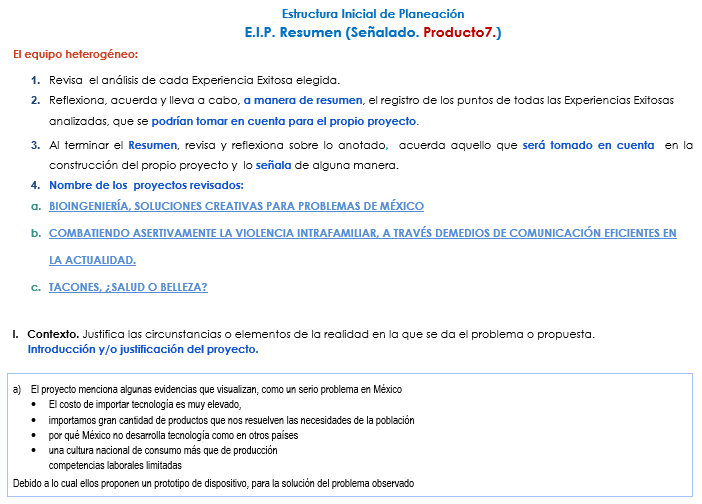 Estructura Inicial de Planeación
E.I.P. Resumen (Señalado. Producto7.)
El equipo heterogéneo:
1. Revisa el análisis de cada Experiencia Exitosa elegida.
2. Reflexiona, acuerda y lleva a cabo, a manera de resumen, el registro de los puntos de todas las Experiencias Exitosas
analizadas, que se podrían tomar en cuenta para el propio proyecto.
3. Al terminar el Resumen, revisa y reflexiona sobre lo anotado, acuerda aquello que será tomado en cuenta en la
construcción del propio proyecto y lo señala de alguna manera.
4. Nombre de los proyectos revisados:
a. BIOINGENIERÍA, SOLUCIONES CREATIVAS PARA PROBLEMAS DE MÉXICO
b. COMBATIENDO ASERTIVAMENTE LA VIOLENCIA INTRAFAMILIAR, A TRAVÉS DEMEDIOS DE COMUNICACIÓN EFICIENTES EN
LA ACTUALIDAD.
c. TACONES, ¿SALUD O BELLEZA?
I. Contexto. Justifica las circunstancias o elementos de la realidad en la que se da el problema o propuesta.
Introducción y/o justificación del proyecto.
a) El proyecto menciona algunas evidencias que visualizan, como un serio problema en México
• El costo de importar tecnología es muy elevado,
• importamos gran cantidad de productos que nos resuelven las necesidades de la población
• por qué México no desarrolla tecnología como en otros países
• una cultura nacional de consumo más que de producción
competencias laborales limitadas
Debido a lo cual ellos proponen un prototipo de dispositivo, para la solución del problema observado